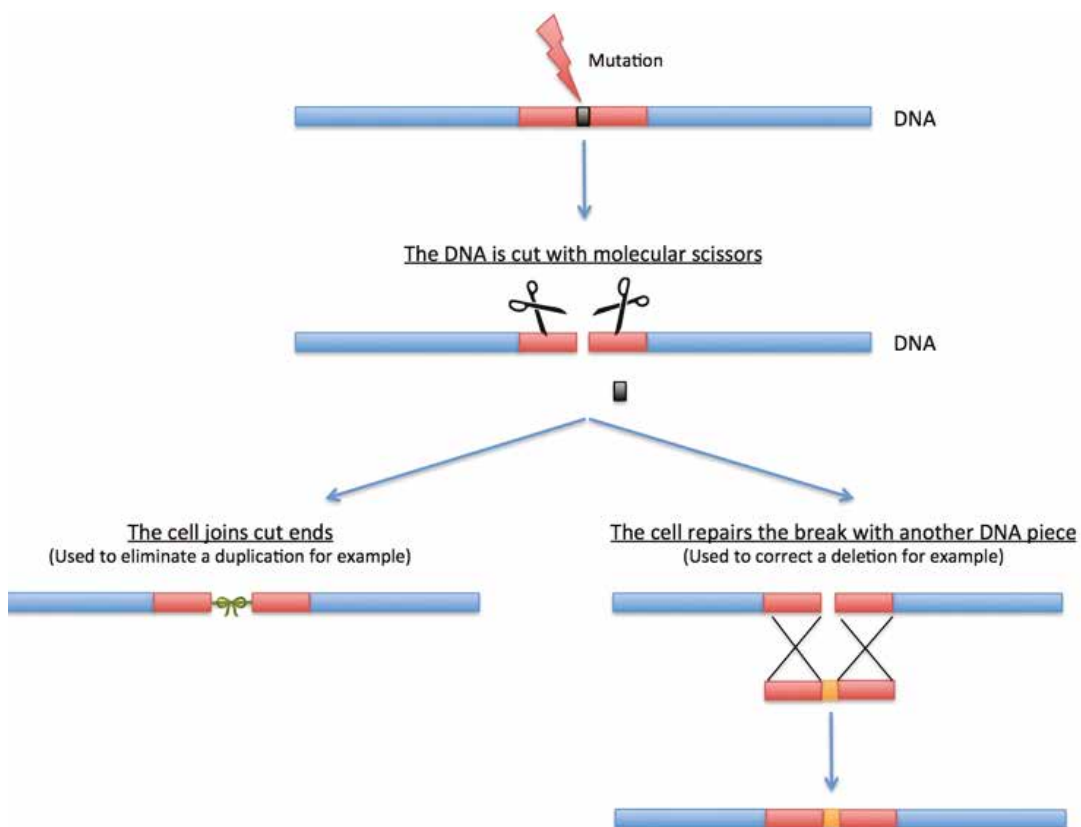 Mutation
DNA
The DNA is cut with molecular scissors
DNA
The cell joins cut ends
(Used to eliminate a duplication for example)
The cell repairs the break with another DNA piece
(Used to correct a deletion for example)